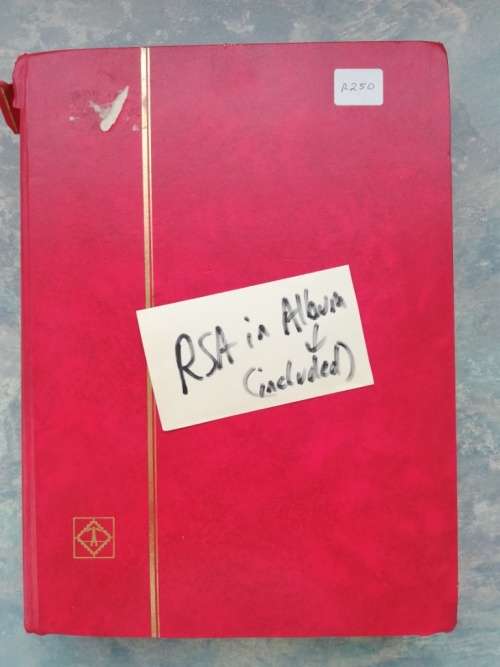 R250
RSA in Album
↓
(included)